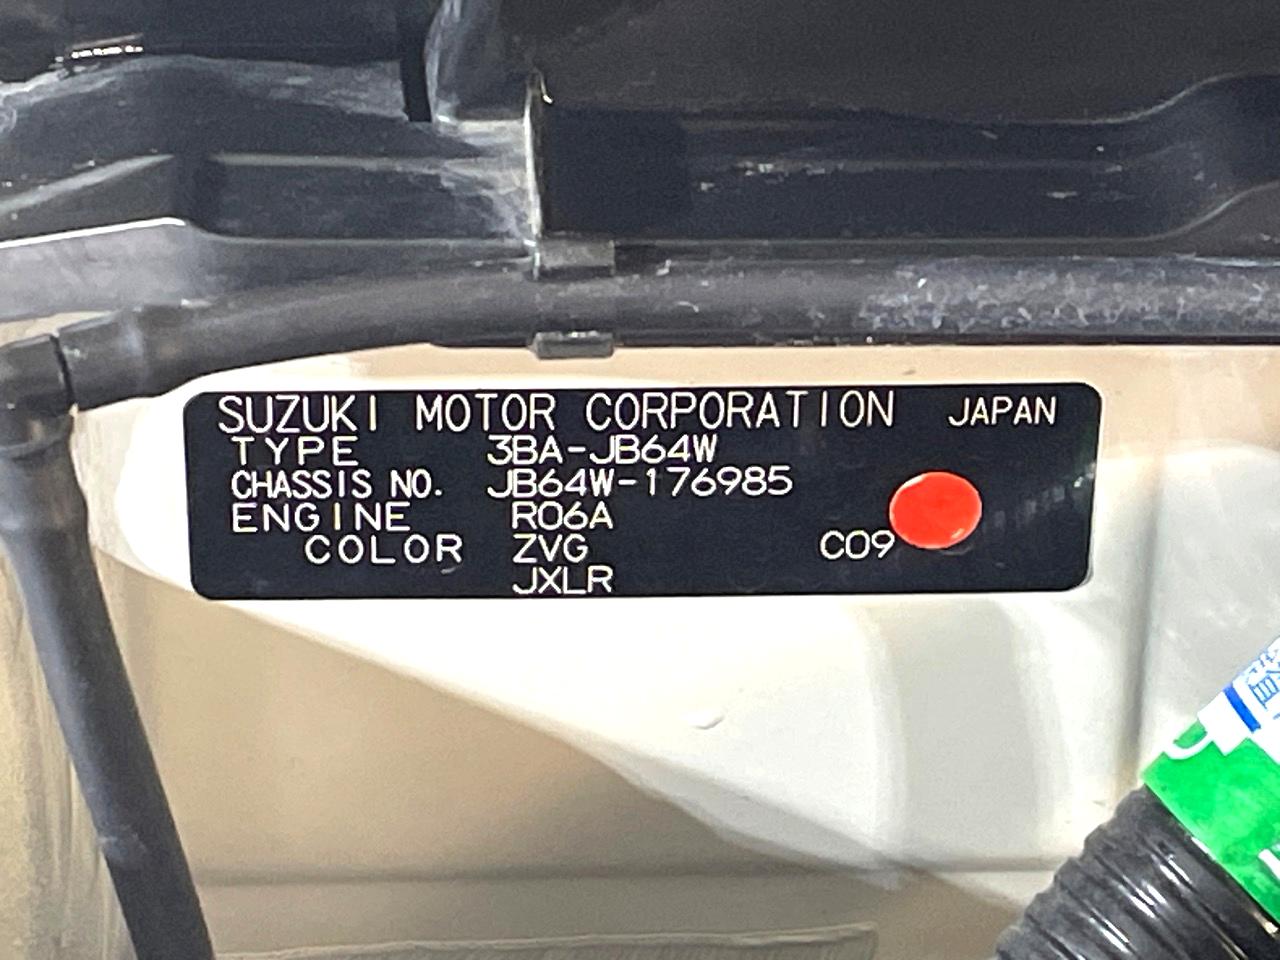 SUZUKI MOTOR CORPORATION JAPAN
TYPE 3BA-JB64W
CHASSIS NO. JB64W-176985
ENGINE R06A
COLOR ZVG C09
JXLR